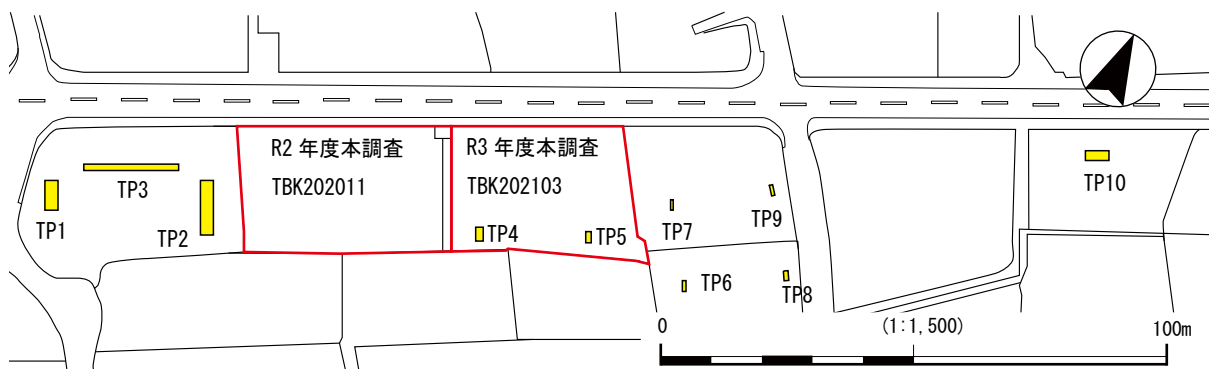 R2 年度本調査
TBK202011
R3 年度本調査
TBK202103
TP3
TP1
TP2
TP4
TP5
TP7
TP9
TP10
TP6
TP8
0
(1:1,500)
100m